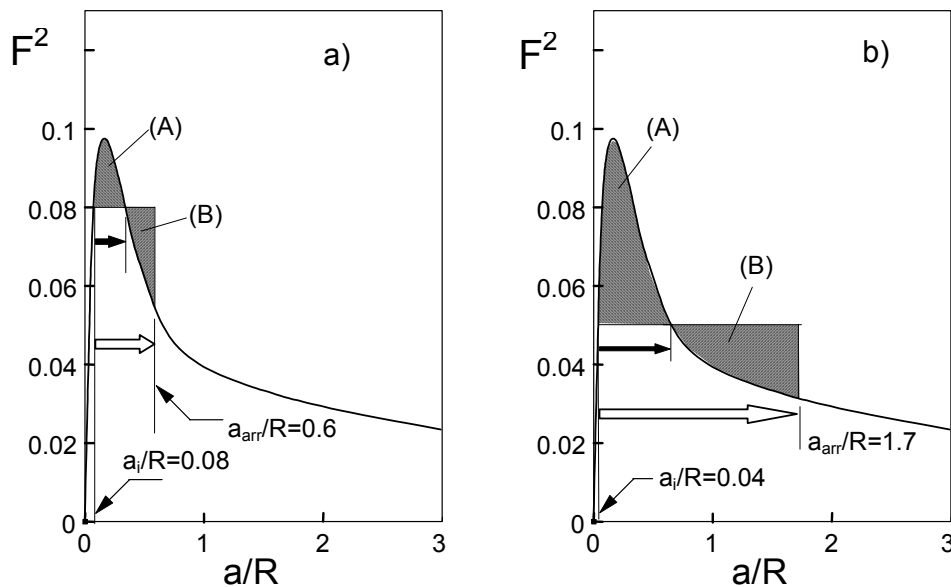 F²
a)
0.1
(A)
0.08
(B)
0.06
0.04
a_arr/R=0.6
0.02
a_i/R=0.08
0
0 1 2 3
a/R
F²
b)
0.1
(A)
0.08
0.06
(B)
0.04
a_arr/R=1.7
0.02
a_i/R=0.04
0
0 1 2 3
a/R